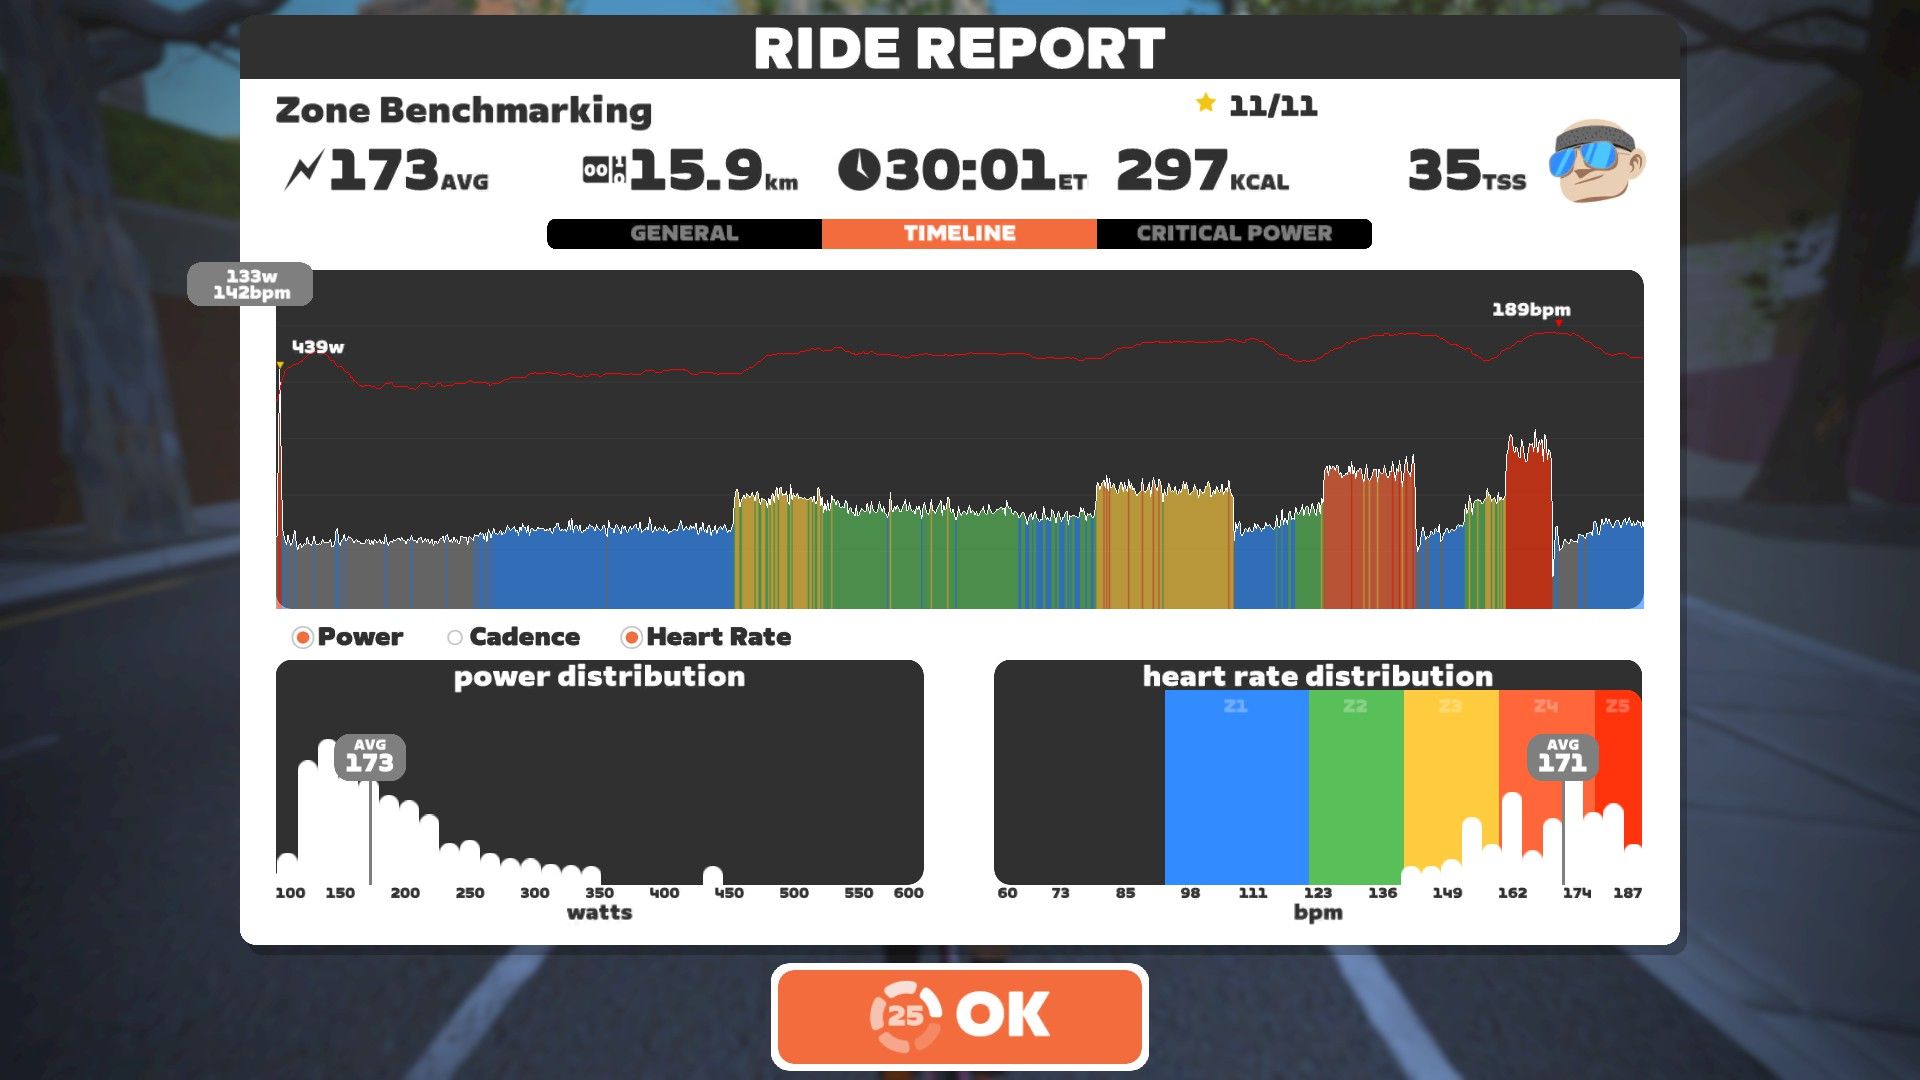 RIDE REPORT
Zone Benchmarking
11/11
173AVG 15.9km 30:01ET 297KCAL 35TSS
GENERAL TIMELINE CRITICAL POWER
133w
142bpm
439w
189bpm
Power Cadence Heart Rate
power distribution
AVG
173
100 150 200 250 300 350 400 450 500 550 600
watts
heart rate distribution
Z1 Z2 Z3 Z4 Z5
AVG
171
60 73 85 98 111 123 136 149 162 174 187
bpm
25 OK